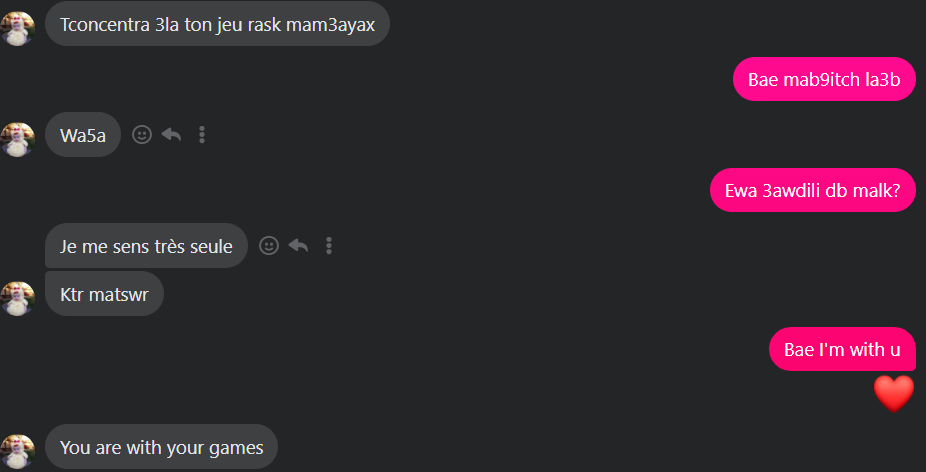 Tconcentra 3la ton jeu rask mam3ayax
Bae mab9itch la3b
Wa5a
Ewa 3awdili db malk?
Je me sens très seule
Ktr matswr
Bae I'm with u
❤️
You are with your games